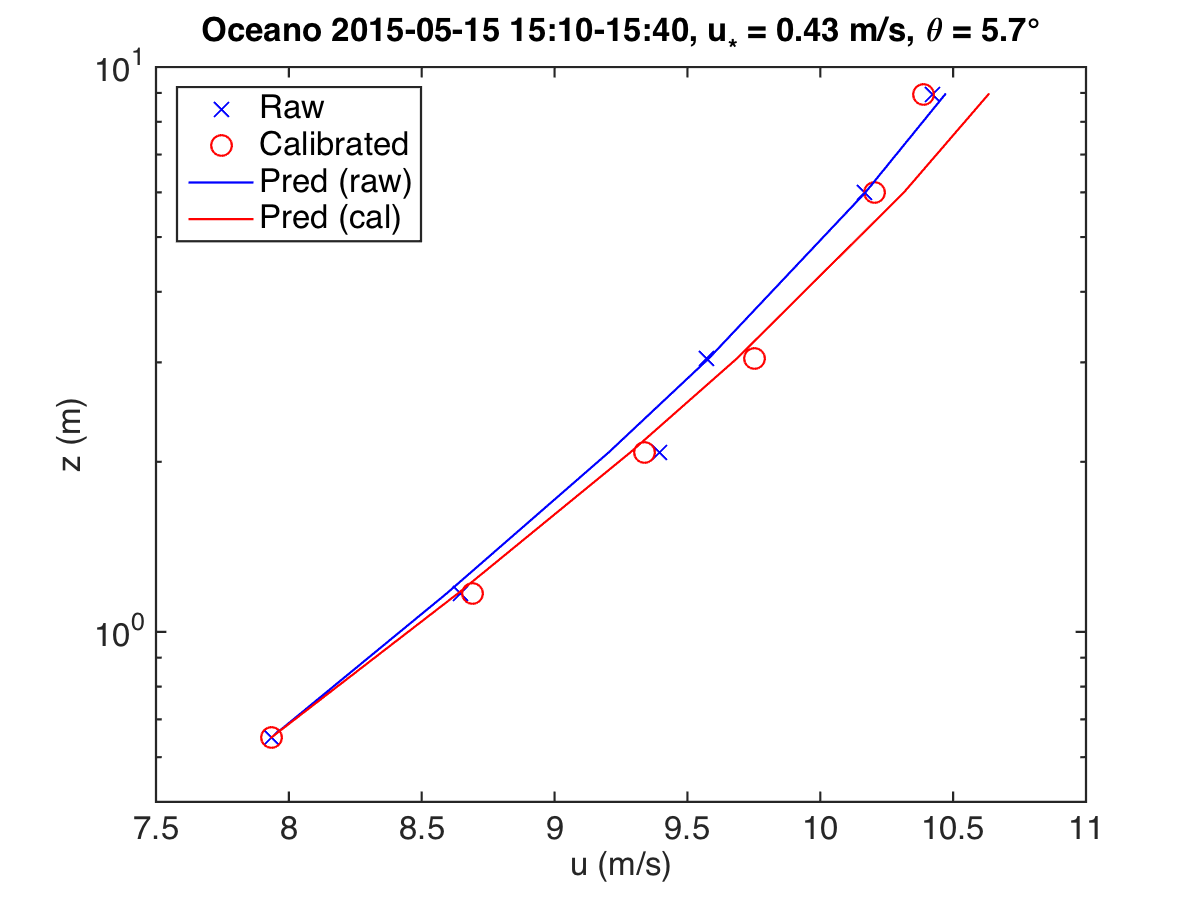 Oceano 2015-05-15 15:10-15:40, u* = 0.43 m/s, θ = 5.7°
10¹
Raw
Calibrated
Pred (raw)
Pred (cal)
z (m)
10⁰
7.5 8 8.5 9 9.5 10 10.5 11
u (m/s)